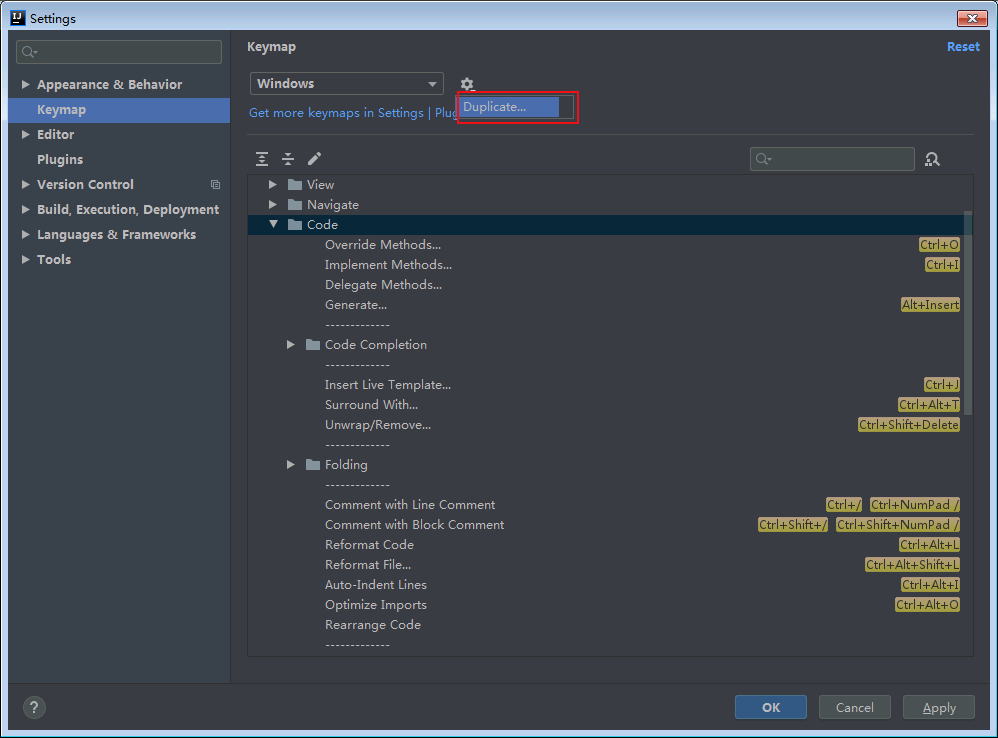 IJ Settings
Keymap
Reset
Appearance & Behavior
Keymap
Editor
Plugins
Version Control
Build, Execution, Deployment
Languages & Frameworks
Tools
Windows
Get more keymaps in Settings | Plug
Duplicate...
View
Navigate
Code
Override Methods... Ctrl+O
Implement Methods... Ctrl+I
Delegate Methods...
Generate... Alt+Insert
-------------
Code Completion
-------------
Insert Live Template... Ctrl+J
Surround With... Ctrl+Alt+T
Unwrap/Remove... Ctrl+Shift+Delete
-------------
Folding
-------------
Comment with Line Comment Ctrl+/ Ctrl+NumPad /
Comment with Block Comment Ctrl+Shift+/ Ctrl+Shift+NumPad /
Reformat Code Ctrl+Alt+L
Reformat File... Ctrl+Alt+Shift+L
Auto-Indent Lines Ctrl+Alt+I
Optimize Imports Ctrl+Alt+O
Rearrange Code
-------------
? OK Cancel Apply